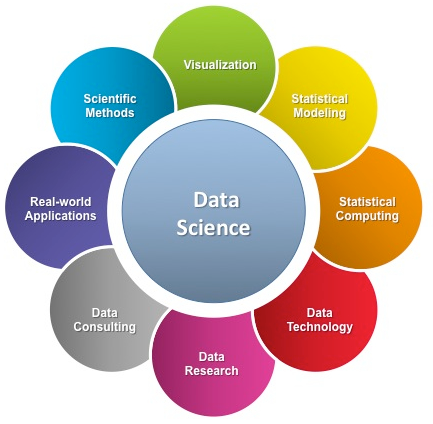 Visualization
Statistical
Modeling
Statistical
Computing
Data
Technology
Data
Research
Data
Consulting
Real-world
Applications
Scientific
Methods
Data
Science